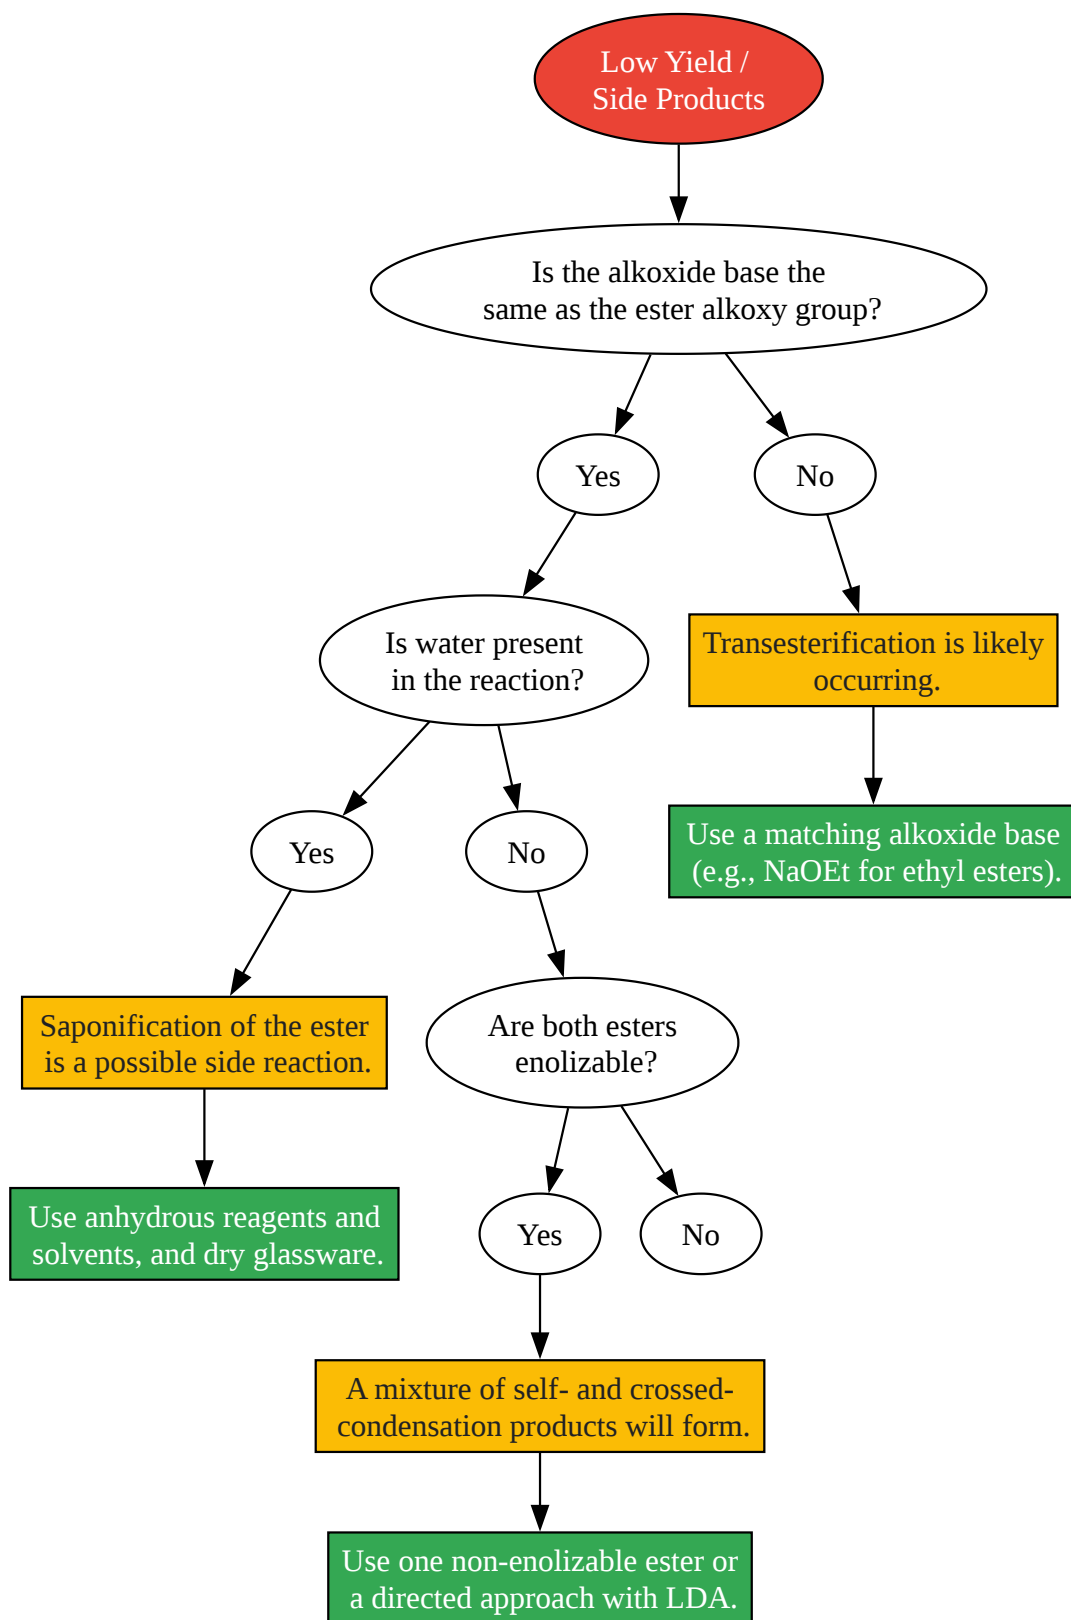 Low Yield /
Side Products
Is the alkoxide base the
same as the ester alkoxy group?
Yes
No
Is water present
in the reaction?
Transesterification is likely
occurring.
Yes
No
Use a matching alkoxide base
(e.g., NaOEt for ethyl esters).
Saponification of the ester
is a possible side reaction.
Are both esters
enolizable?
Use anhydrous reagents and
solvents, and dry glassware.
Yes
No
A mixture of self- and crossed-
condensation products will form.
Use one non-enolizable ester or
a directed approach with LDA.